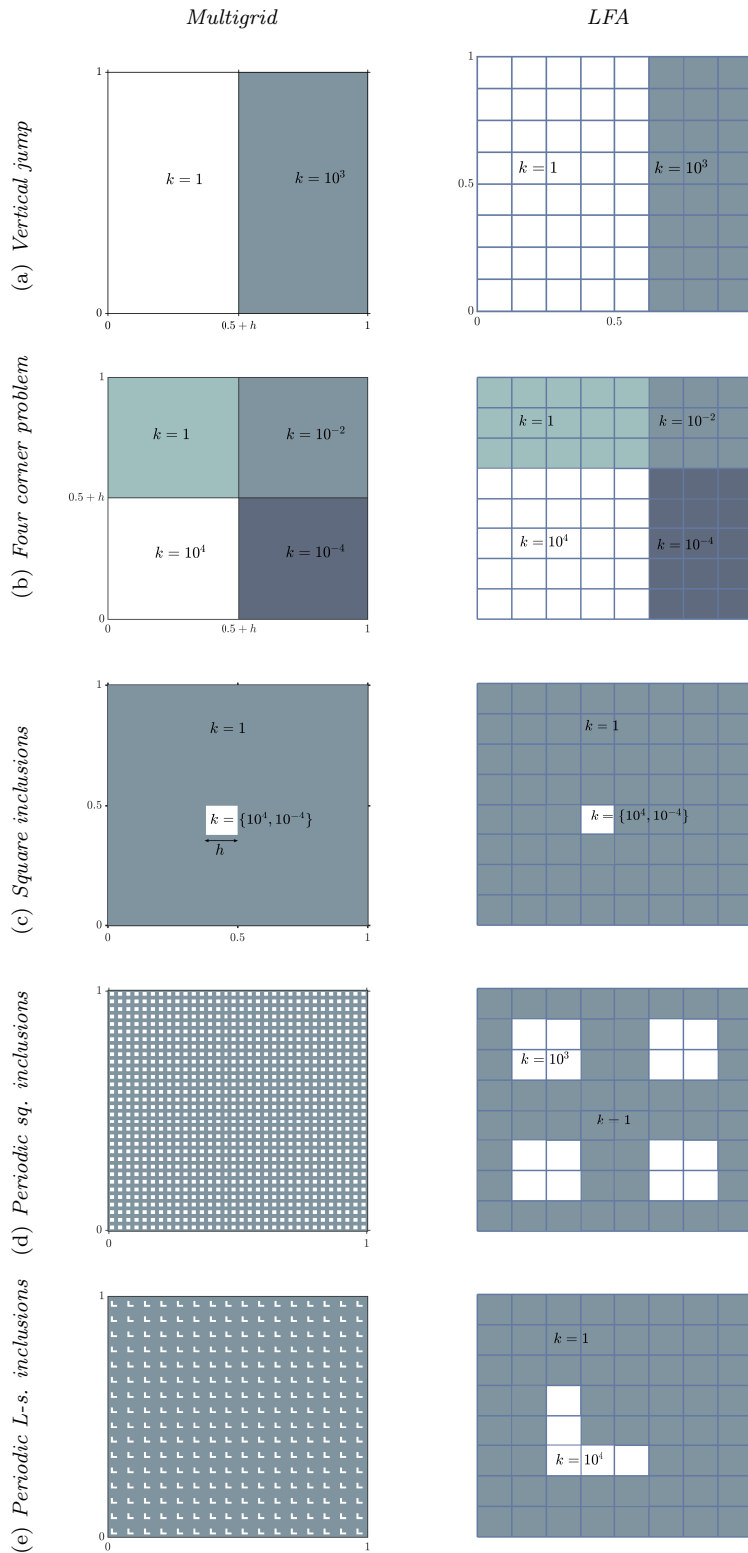 Multigrid LFA
(a) Vertical jump
1
k = 1
k = 10³
0
0
0.5 + h
1
1
0.5
0
k = 1
k = 10³
0
0.5
(b) Four corner problem
1
k = 1
k = 10⁻²
0.5 + h
k = 10⁴
k = 10⁻⁴
0
0
0.5 + h
1
k = 1
k = 10⁻²
k = 10⁴
k = 10⁻⁴
(c) Square inclusions
1
k = 1
0.5
k = {10⁴, 10⁻⁴}
h
0
0
0.5
1
k = 1
k = {10⁴, 10⁻⁴}
(d) Periodic sq. inclusions
1
0
0
1
k = 10³
k − 1
(e) Periodic L-s. inclusions
1
0
0
1
k = 1
k = 10⁴